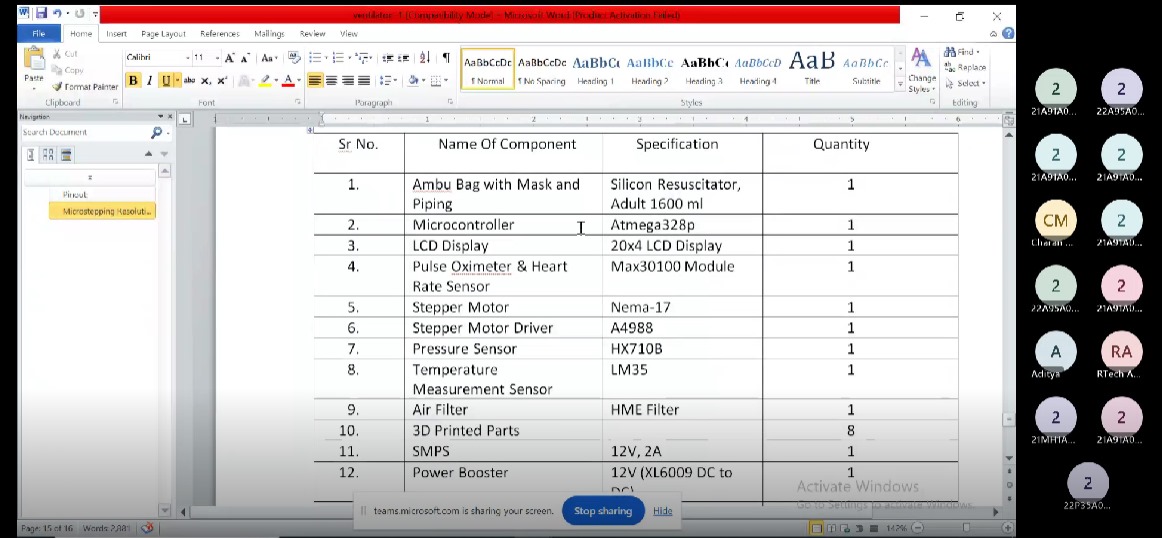 ventilator-1 [Compatibility Mode] - Microsoft Word (Product Activation Failed)
File Home Insert Page Layout References Mailings Review View
Cut
Copy
Format Painter
Paste
Clipboard
Calibri 11
Font
Paragraph
AaBbCcDc AaBbCcDc AaBbCc AaBbCc AaBbCc AaBbCcD AaB AaBbCc
¶ Normal ¶ No Spacing Heading 1 Heading 2 Heading 3 Heading 4 Title Subtitle
Styles
Change Styles
Find
Replace
Select
Editing
Navigation
Search Document
Pinout:
Microstepping Resoluti...
Sr No. Name Of Component Specification Quantity
1. Ambu Bag with Mask and Silicon Resuscitator, 1
Piping Adult 1600 ml
2. Microcontroller Atmega328p 1
3. LCD Display 20x4 LCD Display 1
4. Pulse Oximeter & Heart Max30100 Module 1
Rate Sensor
5. Stepper Motor Nema-17 1
6. Stepper Motor Driver A4988 1
7. Pressure Sensor HX710B 1
8. Temperature LM35 1
Measurement Sensor
9. Air Filter HME Filter 1
10. 3D Printed Parts 8
11. SMPS 12V, 2A 1
12. Power Booster 12V (XL6009 DC to 1
DC)
Activate Windows
Go to Settings to activate Windows.
teams.microsoft.com is sharing your screen. Stop sharing Hide
Page: 15 of 16 Words: 2,881
142%
2 2
21A91A0... 22A95A0...
2 2
21A91A0... 21A91A0...
CM 2
Charan ... 21A91A0...
2 2
22A95A0... 21A91A0...
A RA
Aditya RTech A...
2 2
21MH1A... 21A91A0...
2
22P35A0...